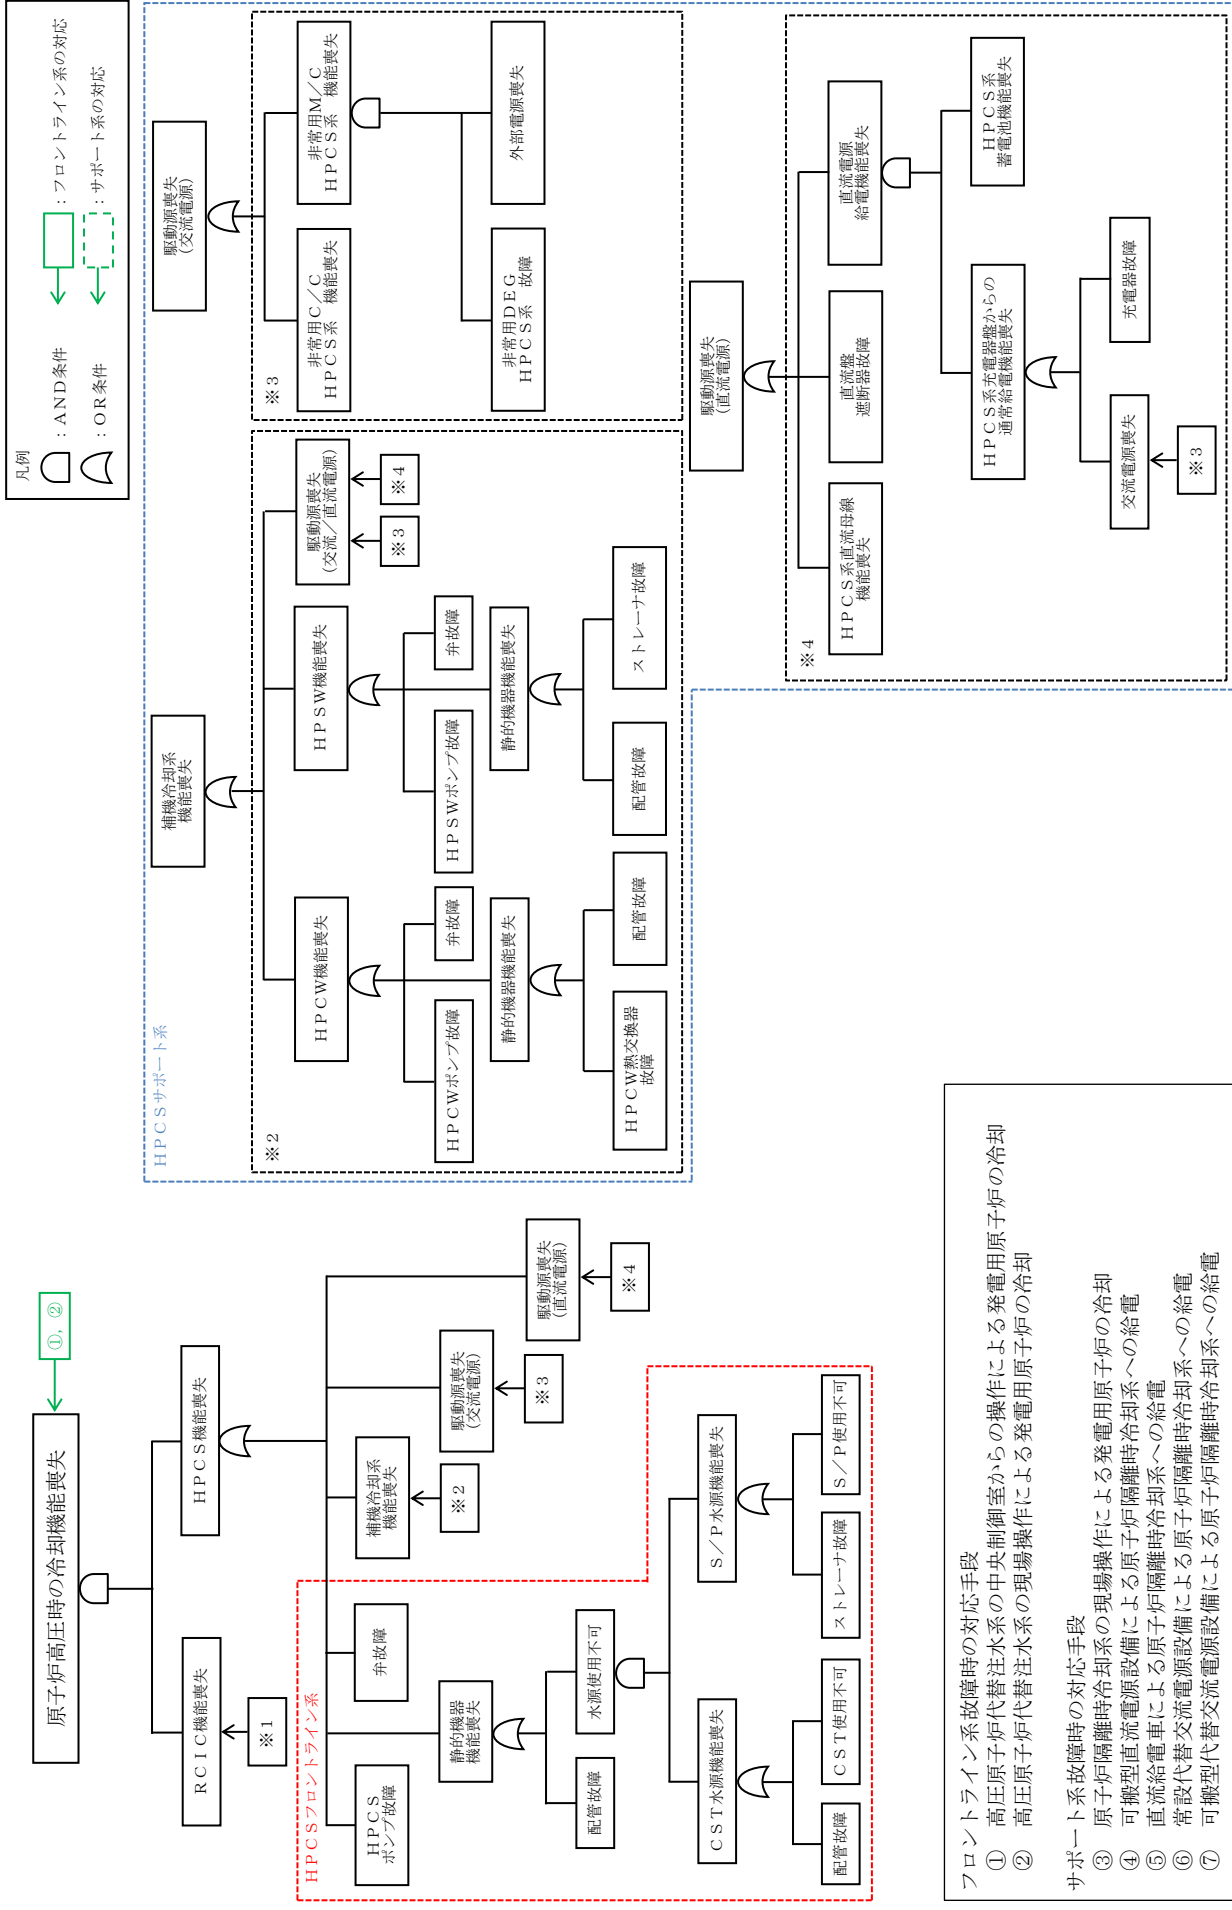 原子炉高圧時の冷却機能喪失
①, ②
RCIC機能喪失
※1
HPCS機能喪失
HPCSフロントライン系
HPCS
ポンプ故障
弁故障
静的機器
機能喪失
配管故障
水源使用不可
CST水源機能喪失
配管故障
CST使用不可
S/P水源機能喪失
ストレーナ故障
S/P使用不可
補機冷却系
機能喪失
※2
駆動源喪失
(交流電源)
※3
駆動源喪失
(直流電源)
※4
HPCSサポート系
補機冷却系
機能喪失
※2
HPCW機能喪失
HPCWポンプ故障
弁故障
静的機器機能喪失
HPCW熱交換器
故障
配管故障
HPSW機能喪失
HPSWポンプ故障
弁故障
静的機器機能喪失
配管故障
ストレーナ故障
駆動源喪失
(交流/直流電源)
※3
※4
駆動源喪失
(交流電源)
※3
非常用C/C
HPCS系 機能喪失
非常用M/C
HPCS系 機能喪失
非常用DEG
HPCS系 故障
外部電源喪失
駆動源喪失
(直流電源)
※4
HPCS系直流母線
機能喪失
直流盤
遮断器故障
直流電源
給電機能喪失
HPCS系充電器盤からの
通常給電機能喪失
HPCS系
蓄電池機能喪失
交流電源喪失
※3
充電器故障
凡例
:AND条件
:OR条件
:フロントライン系の対応
:サポート系の対応
フロントライン系故障時の対応手段
① 高圧原子炉代替注水系の中央制御室からの操作による発電用原子炉の冷却
② 高圧原子炉代替注水系の現場操作による発電用原子炉の冷却
サポート系故障時の対応手段
③ 原子炉隔離時冷却系の現場操作による発電用原子炉の冷却
④ 可搬型直流電源設備による原子炉隔離時冷却系への給電
⑤ 直流給電車による原子炉隔離時冷却系への給電
⑥ 常設代替交流電源設備による原子炉隔離時冷却系への給電
⑦ 可搬型代替交流電源設備による原子炉隔離時冷却系への給電